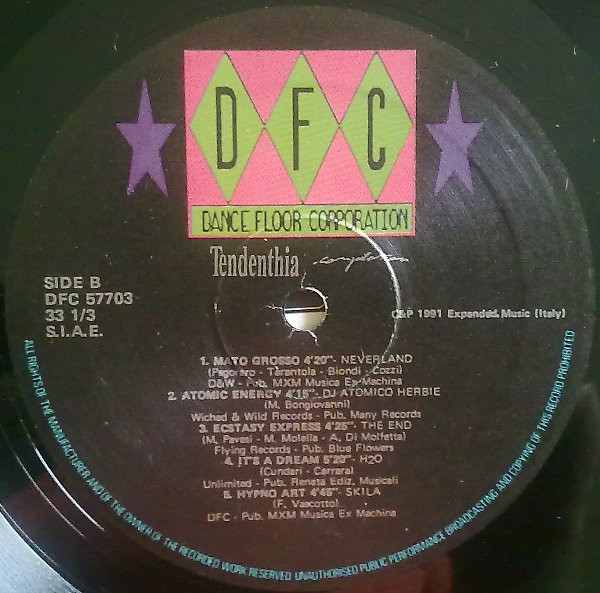 D F C
DANCE FLOOR CORPORATION
Tendenthia compilation
SIDE B
DFC 57703
33 1/3
S.I.A.E.
C&P 1991 Expanded Music (Italy)
1. MATO GROSSO 4'20"- NEVERLAND
(Pegoraro - Tarantola - Biondi - Cozzi)
D&W - Pub. MXM Musica Ex Machina
2. ATOMIC ENERGY 4'15"- DJ ATOMICO HERBIE
(M. Bongiovanni)
Wiched & Wild Records - Pub. Many Records
3. ECSTASY EXPRESS 4'25"- THE END
(M. Pavesi - M. Molella - A. Di Molfetta)
Flying Records - Pub. Blue Flowers
4. IT'S A DREAM 5'20"- H2O
(Cundari - Carrara)
Unlimited - Pub. Renata Ediz. Musicali
5. HYPNO ART 4'45"- SKILA
(F. Vascotto)
DFC - Pub. MXM Musica Ex Machina
ALL RIGHTS OF THE MANUFACTURER AND OF THE OWNER OF THE RECORDED WORK RESERVED UNAUTHORISED PUBLIC PERFORMANCE BROADCASTING AND COPYING OF THIS RECORD PROHIBITED